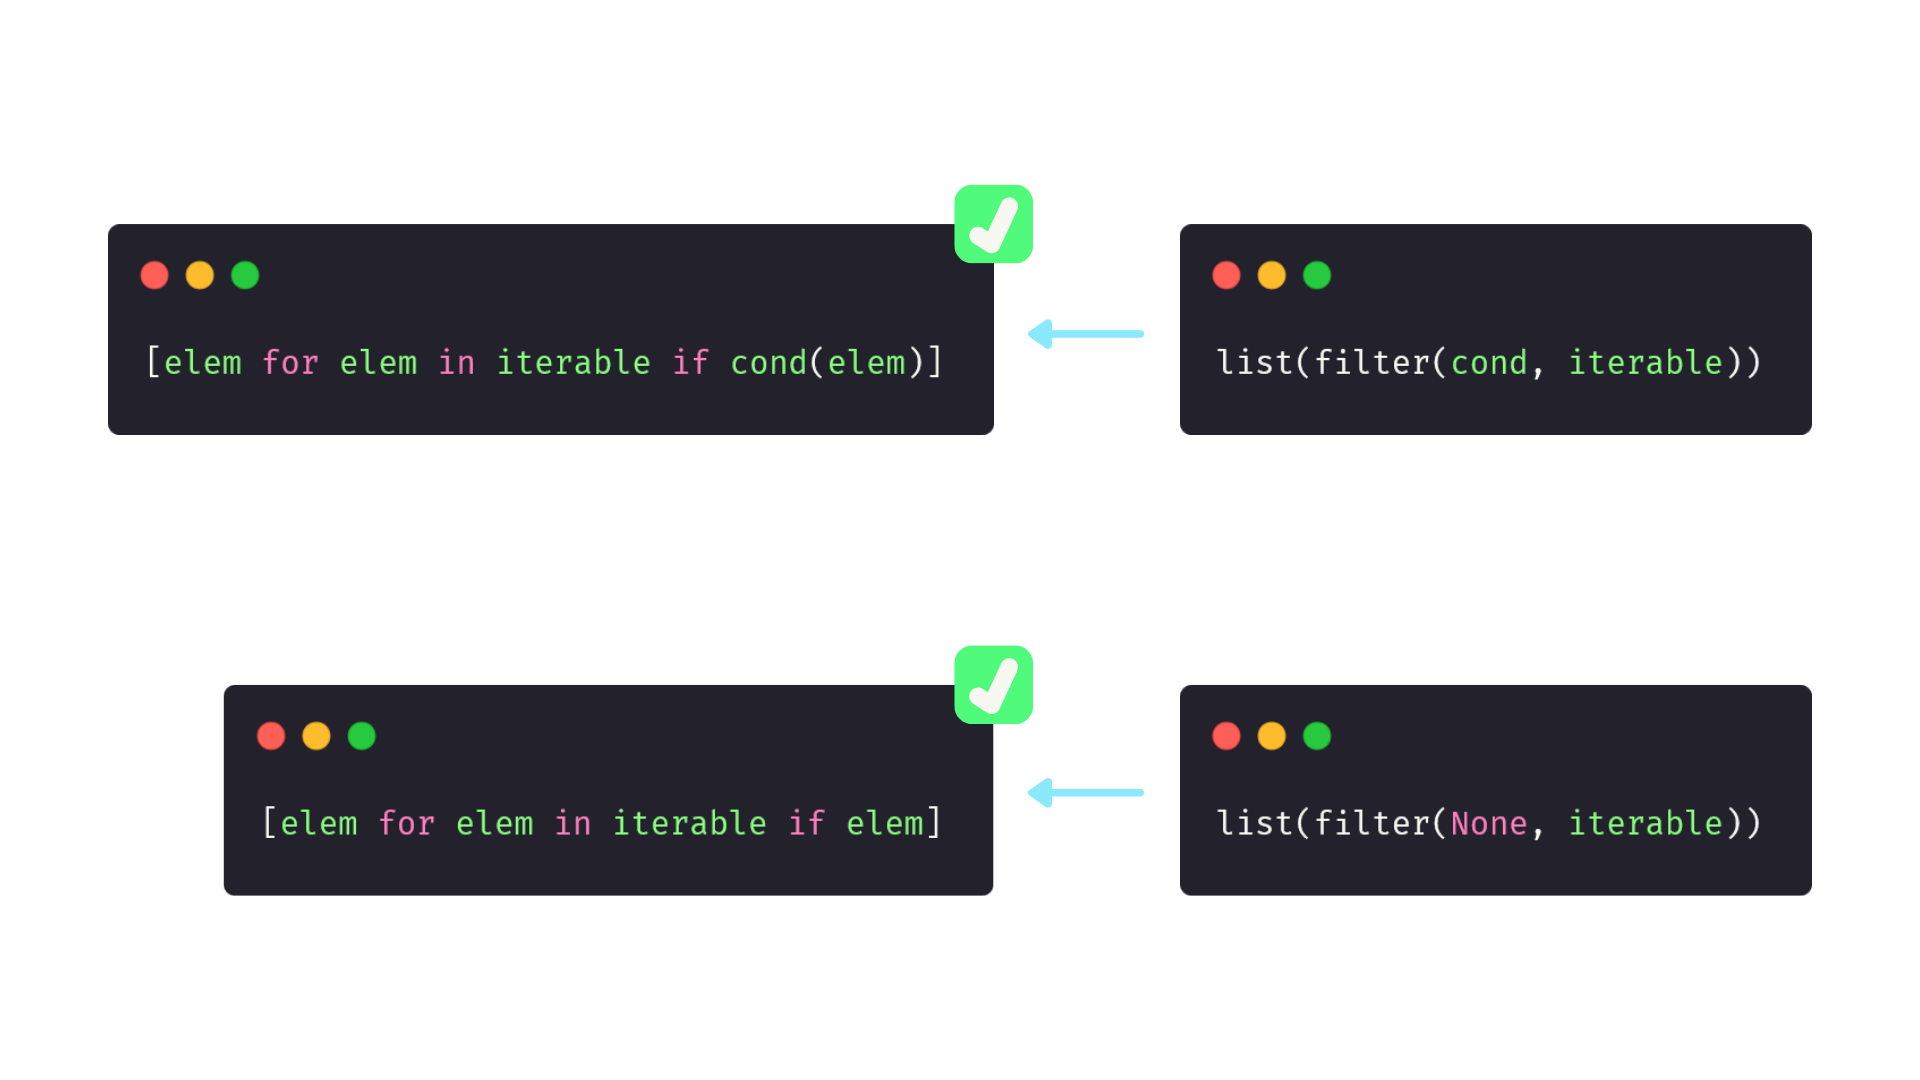 [elem for elem in iterable if cond(elem)]
list(filter(cond, iterable))
[elem for elem in iterable if elem]
list(filter(None, iterable))